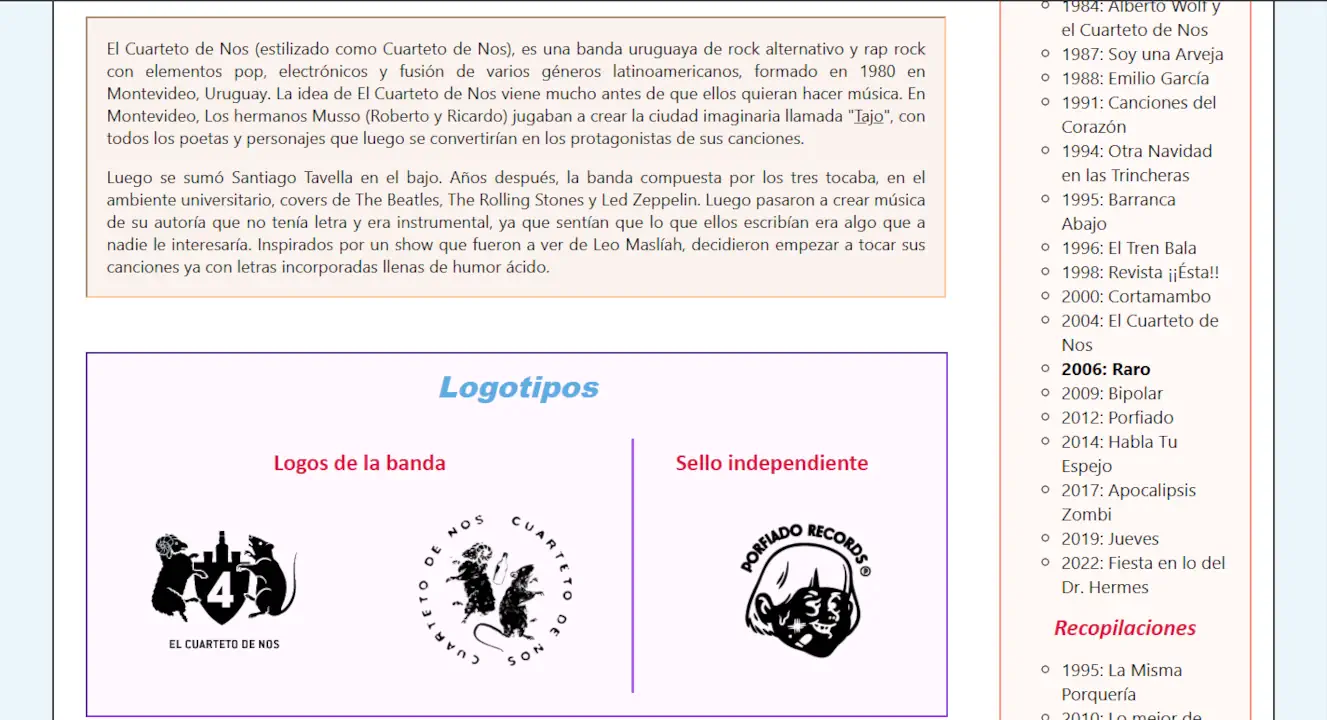 El Cuarteto de Nos (estilizado como Cuarteto de Nos), es una banda uruguaya de rock alternativo y rap rock
con elementos pop, electrónicos y fusión de varios géneros latinoamericanos, formado en 1980 en
Montevideo, Uruguay. La idea de El Cuarteto de Nos viene mucho antes de que ellos quieran hacer música. En
Montevideo, Los hermanos Musso (Roberto y Ricardo) jugaban a crear la ciudad imaginaria llamada "Tajo", con
todos los poetas y personajes que luego se convertirían en los protagonistas de sus canciones.
Luego se sumó Santiago Tavella en el bajo. Años después, la banda compuesta por los tres tocaba, en el
ambiente universitario, covers de The Beatles, The Rolling Stones y Led Zeppelin. Luego pasaron a crear música
de su autoría que no tenía letra y era instrumental, ya que sentían que lo que ellos escribían era algo que a
nadie le interesaría. Inspirados por un show que fueron a ver de Leo Maslíah, decidieron empezar a tocar sus
canciones ya con letras incorporadas llenas de humor ácido.
Logotipos
Logos de la banda
4
EL CUARTETO DE NOS
CUARTETO DE NOS CUARTETO DE NOS
Sello independiente
PORFIADO RECORDS®
1984: Alberto Wolf y
el Cuarteto de Nos
1987: Soy una Arveja
1988: Emilio García
1991: Canciones del
Corazón
1994: Otra Navidad
en las Trincheras
1995: Barranca
Abajo
1996: El Tren Bala
1998: Revista ¡¡Ésta!!
2000: Cortamambo
2004: El Cuarteto de
Nos
2006: Raro
2009: Bipolar
2012: Porfiado
2014: Habla Tu
Espejo
2017: Apocalipsis
Zombi
2019: Jueves
2022: Fiesta en lo del
Dr. Hermes
Recopilaciones
1995: La Misma
Porquería
2010: Lo mejor de